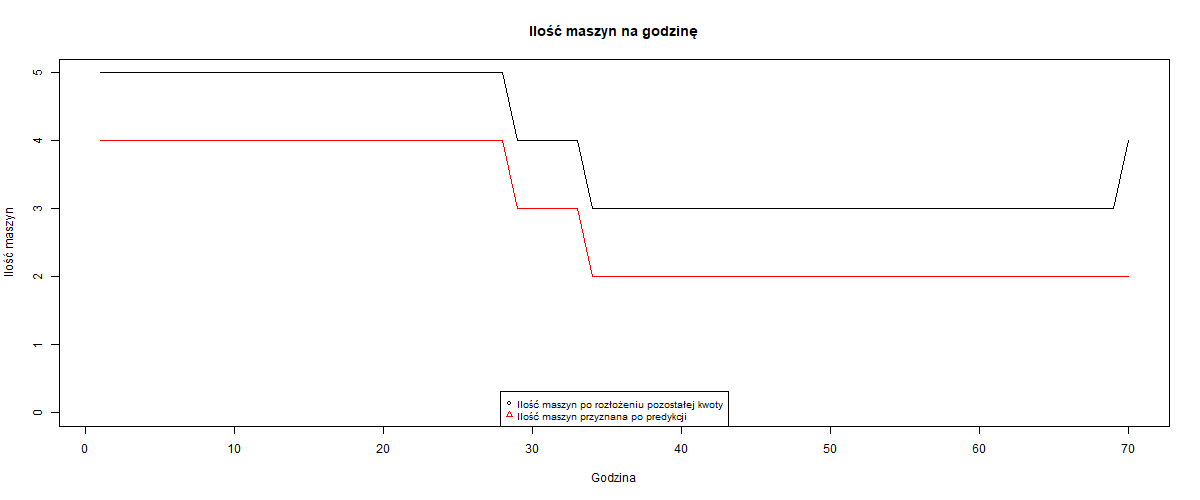 Ilość maszyn na godzinę
Ilość maszyn
5
4
3
2
1
0
Ilość maszyn po rozłożeniu pozostałej kwoty
Ilość maszyn przyznana po predykcji
0 10 20 30 40 50 60 70
Godzina